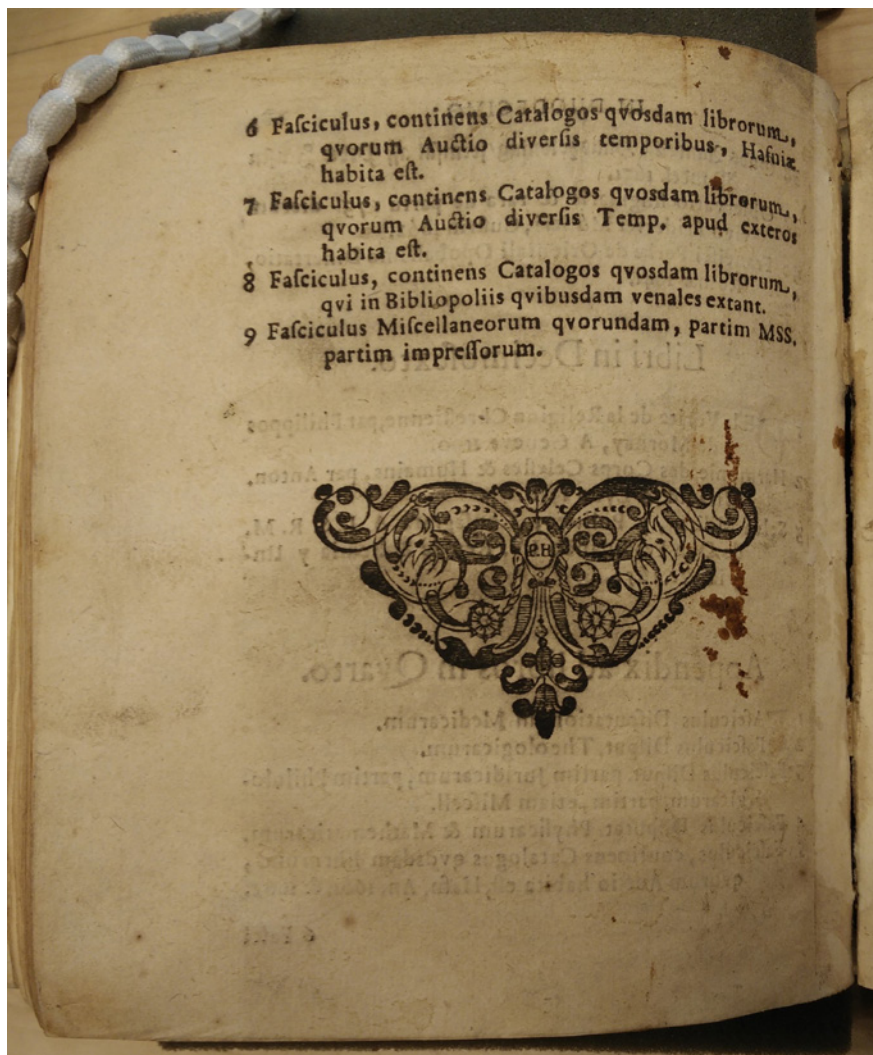 6 Faſciculus, continens Catalogos qvosdam librorum,
qvorum Auctio diverſis temporibus, Hafniæ
habita eſt.
7 Faſciculus, continens Catalogos qvosdam librorum,
qvorum Auctio diverſis Temp. apud exteros
habita eſt.
8 Faſciculus, continens Catalogos qvosdam librorum,
qvi in Bibliopoliis qvibusdam venales extant.
9 Faſciculus Miſcellaneorum qvorundam, partim MSS.
partim impreſſorum.